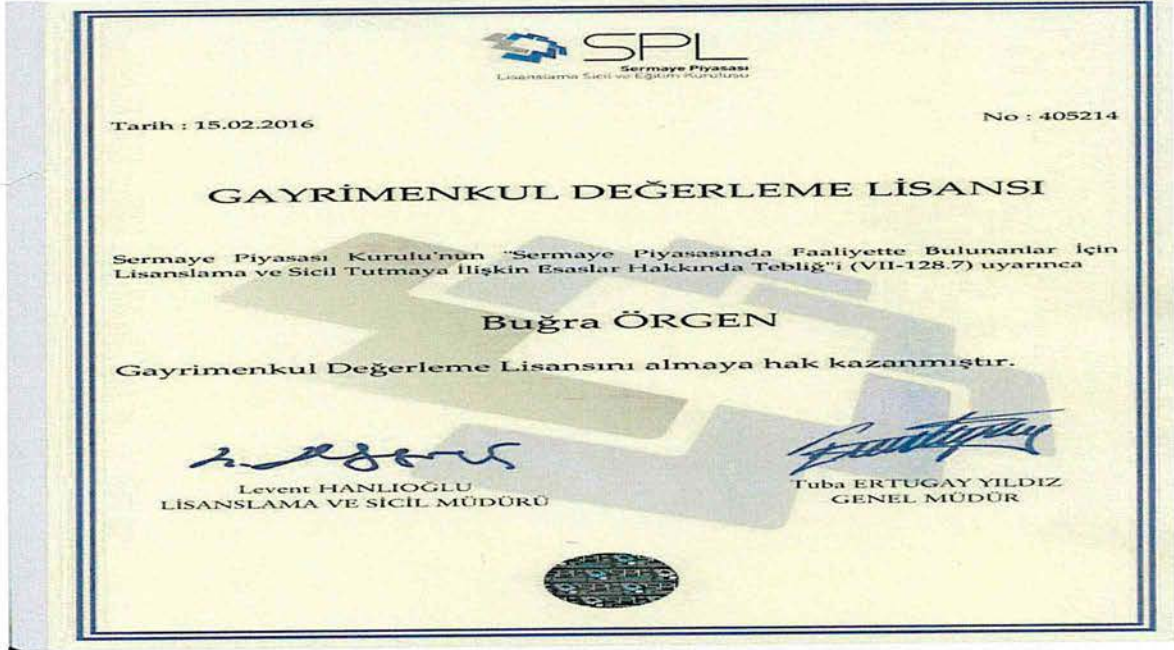 SPL
Sermaye Piyasası
Lisanslama Sicil ve Eğitim Kuruluşu
Tarih : 15.02.2016
No : 405214
GAYRİMENKUL DEĞERLEME LİSANSI
Sermaye Piyasası Kurulu'nun "Sermaye Piyasasında Faaliyette Bulunanlar İçin
Lisanslama ve Sicil Tutmaya İlişkin Esaslar Hakkında Tebliğ"i (VII-128.7) uyarınca
Buğra ÖRGEN
Gayrimenkul Değerleme Lisansını almaya hak kazanmıştır.
Levent HANLIOĞLU
LİSANSLAMA VE SİCİL MÜDÜRÜ
Tuba ERTUGAY YILDIZ
GENEL MÜDÜR